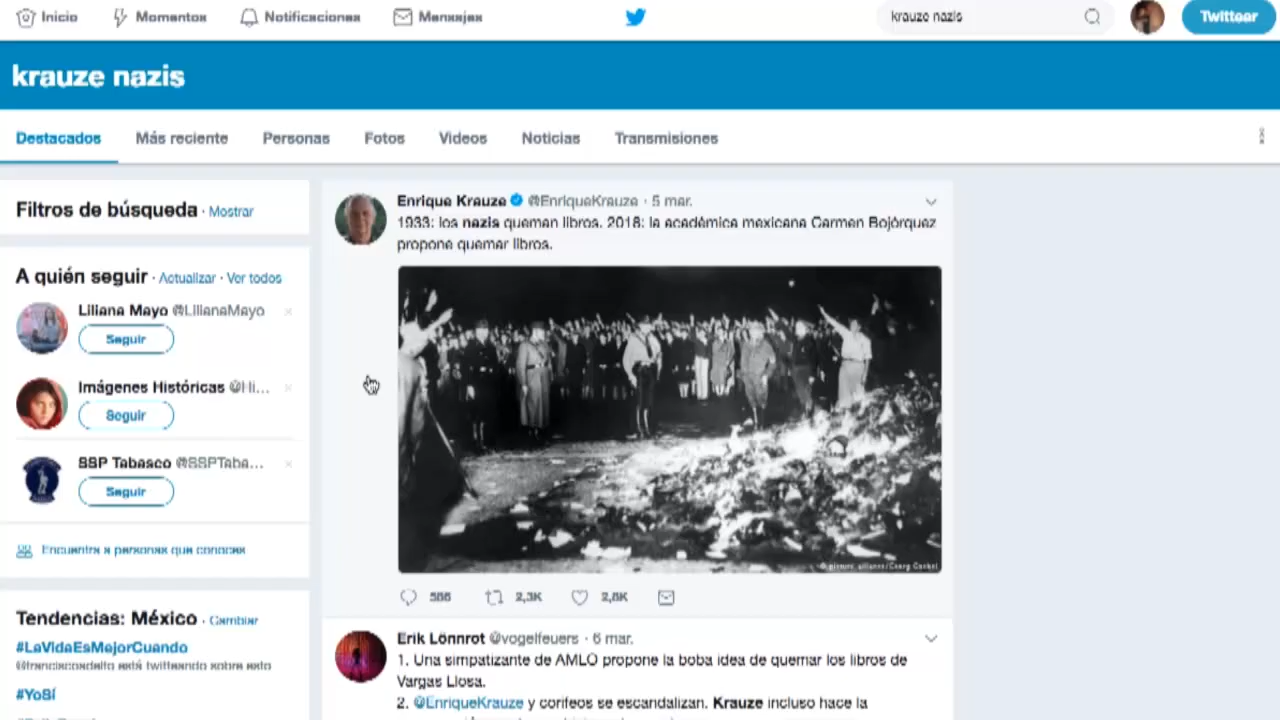 Inicio
Momentos
Notificaciones
Mensajes
krauze nazis
Twittear
krauze nazis
Destacados
Más reciente
Personas
Fotos
Videos
Noticias
Transmisiones
Filtros de búsqueda · Mostrar
A quién seguir · Actualizar · Ver todos
Liliana Mayo @LilianaMayo
Seguir
Imágenes Históricas @Hi...
Seguir
SSP Tabasco @SSPTaba...
Seguir
Encuentra a personas que conoces
Tendencias: México · Cambiar
#LaVidaEsMejorCuando
está twitteando sobre esto
#YoSí
Enrique Krauze @EnriqueKrauze · 5 mar.
1933: los nazis queman libros. 2018: la académica mexicana Carmen Bojórquez
propone quemar libros.
2,3K
Erik Lönnrot @vogelfeuers · 6 mar.
1. Una simpatizante de AMLO propone la boba idea de quemar los libros de
Vargas Llosa.
2. @EnriqueKrauze y corifeos se escandalizan. Krauze incluso hace la